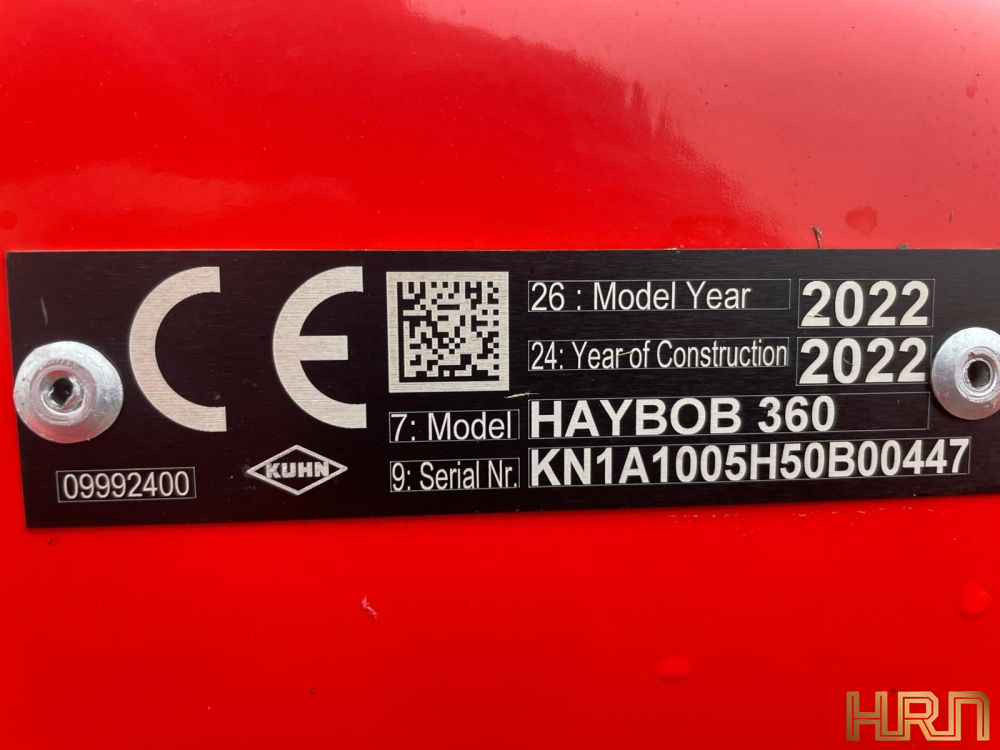 CE
26 : Model Year 2022
24: Year of Construction 2022
7: Model HAYBOB 360
9: Serial Nr. KN1A1005H50B00447
09992400
KUHN
HRN